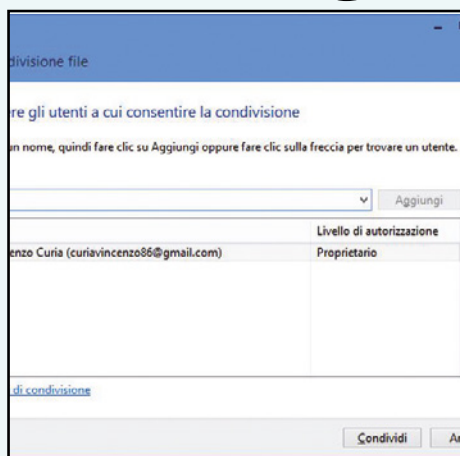 divisione file
re gli utenti a cui consentire la condivisione
un nome, quindi fare clic su Aggiungi oppure fare clic sulla freccia per trovare un utente.
Aggiungi
Livello di autorizzazione
enzo Curia (curiavincenzo86@gmail.com) Proprietario
di condivisione
Condividi An